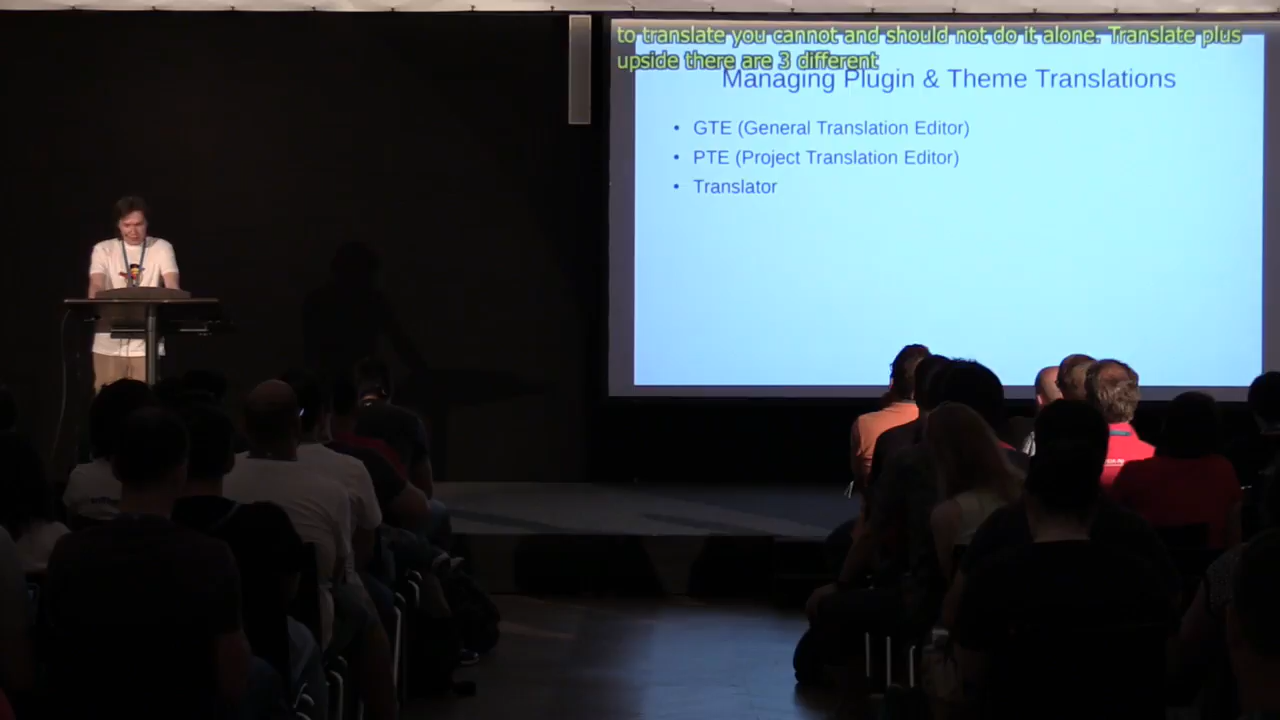 to translate you cannot and should not do it alone. Translate plus
upside there are 3 different
Managing Plugin & Theme Translations
• GTE (General Translation Editor)
• PTE (Project Translation Editor)
• Translator